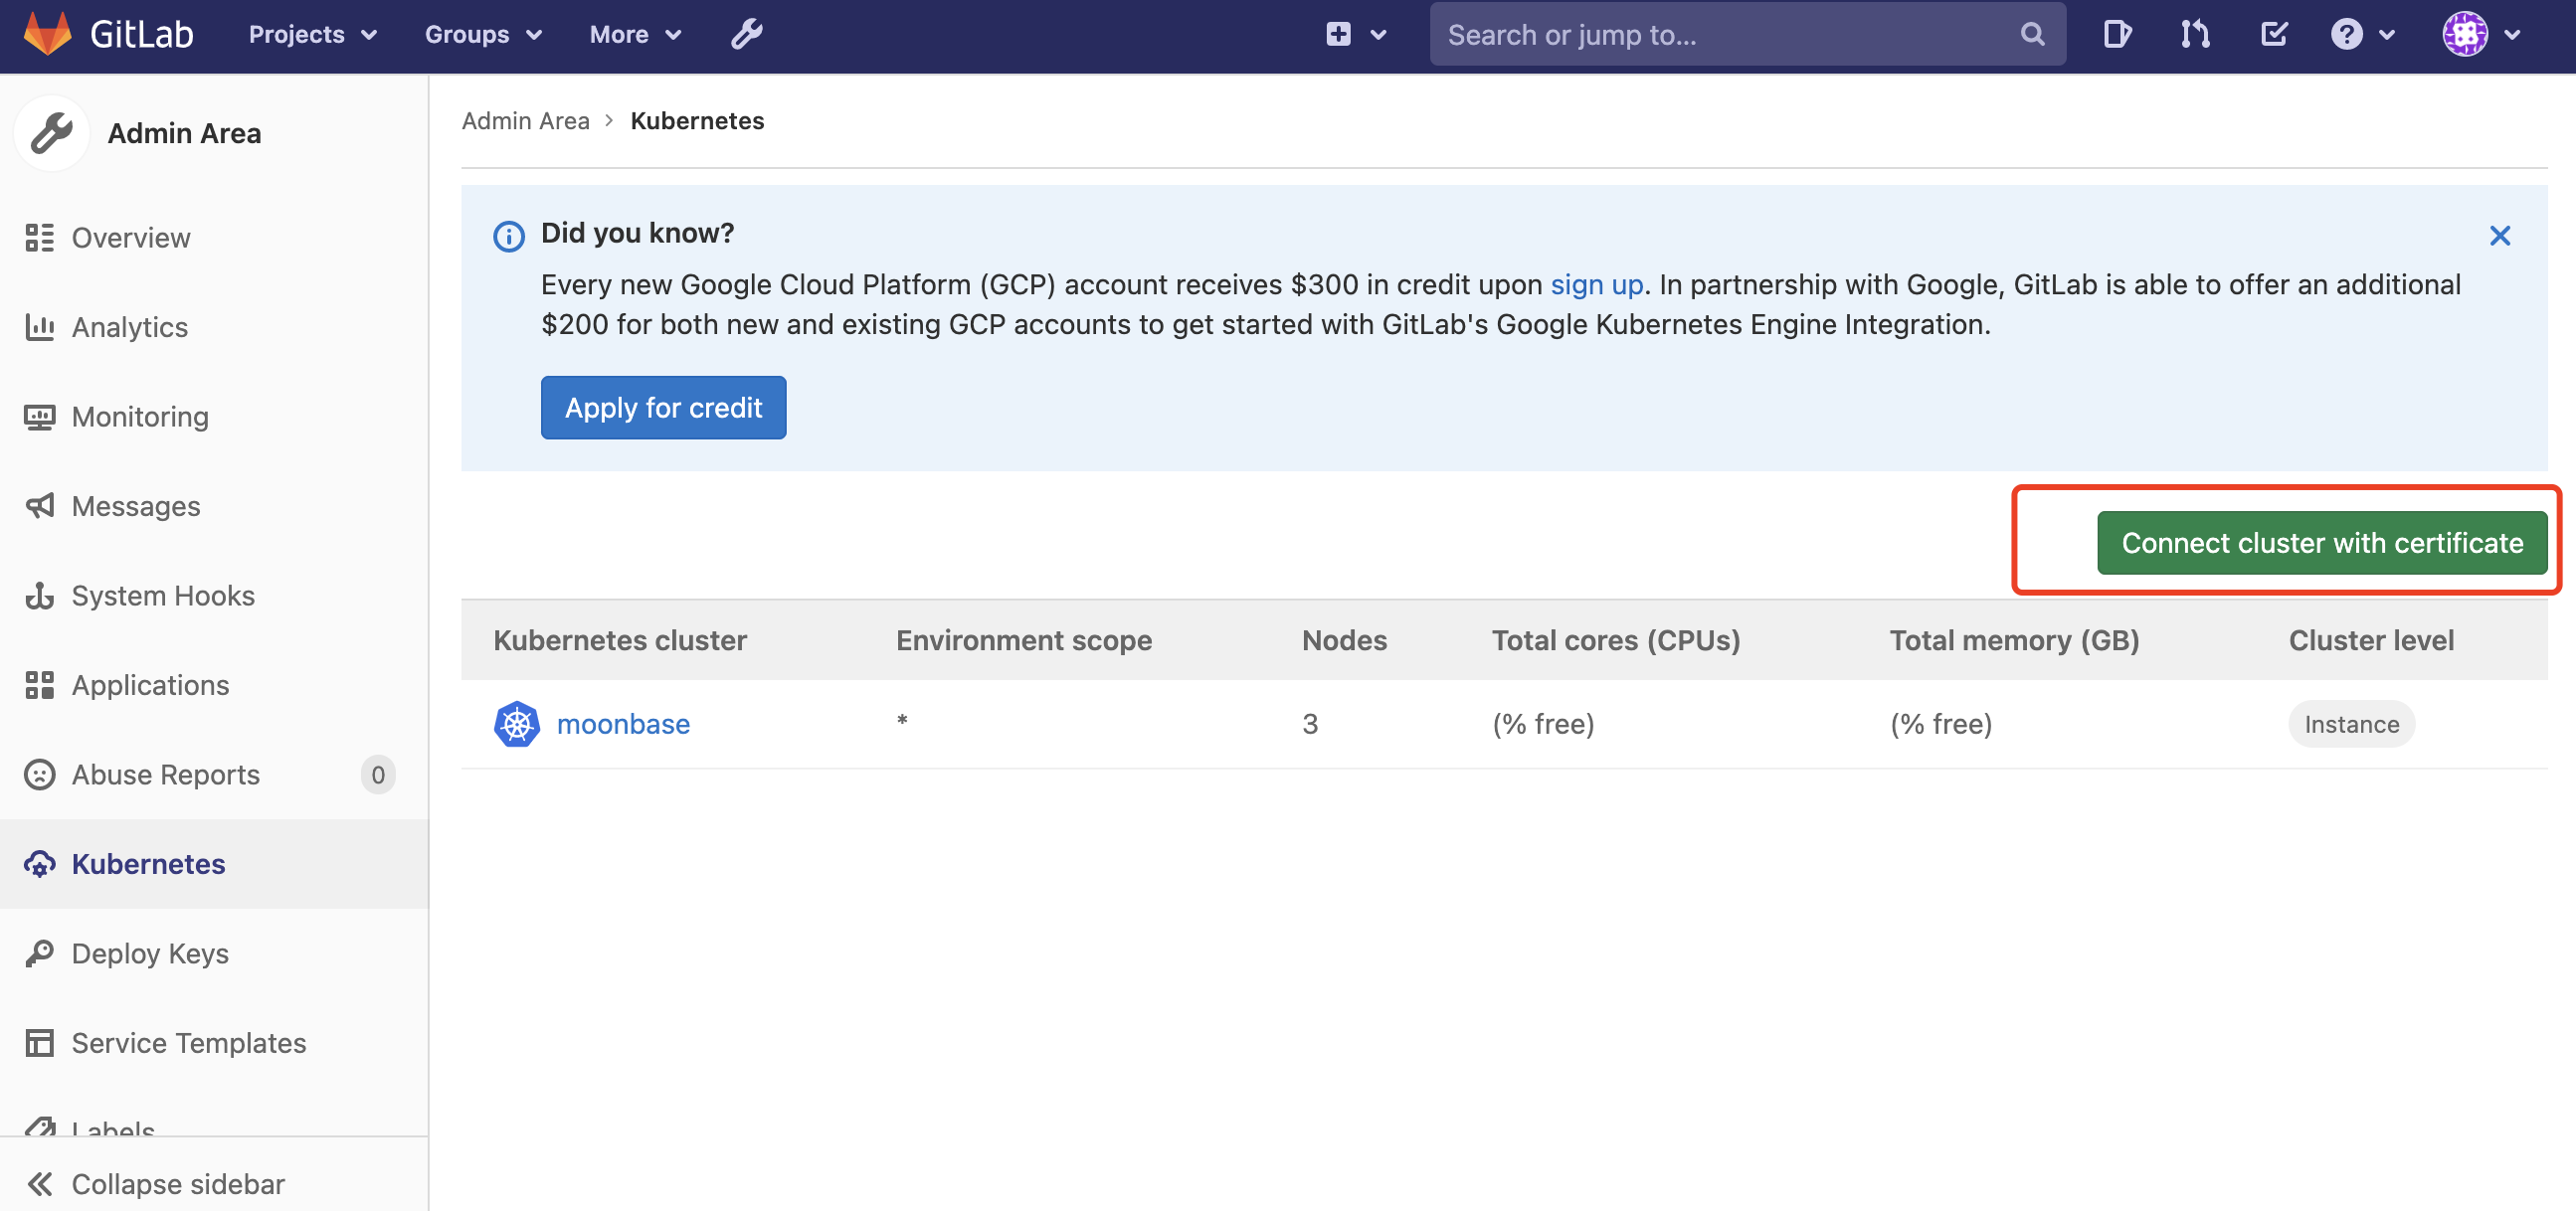 GitLab
Projects
Groups
More
Search or jump to...
Admin Area
Overview
Analytics
Monitoring
Messages
System Hooks
Applications
Abuse Reports 0
Kubernetes
Deploy Keys
Service Templates
Labels
Collapse sidebar
Admin Area > Kubernetes
Did you know?
Every new Google Cloud Platform (GCP) account receives $300 in credit upon sign up. In partnership with Google, GitLab is able to offer an additional
$200 for both new and existing GCP accounts to get started with GitLab's Google Kubernetes Engine Integration.
Apply for credit
Connect cluster with certificate
Kubernetes cluster Environment scope Nodes Total cores (CPUs) Total memory (GB) Cluster level
moonbase * 3 (% free) (% free) Instance